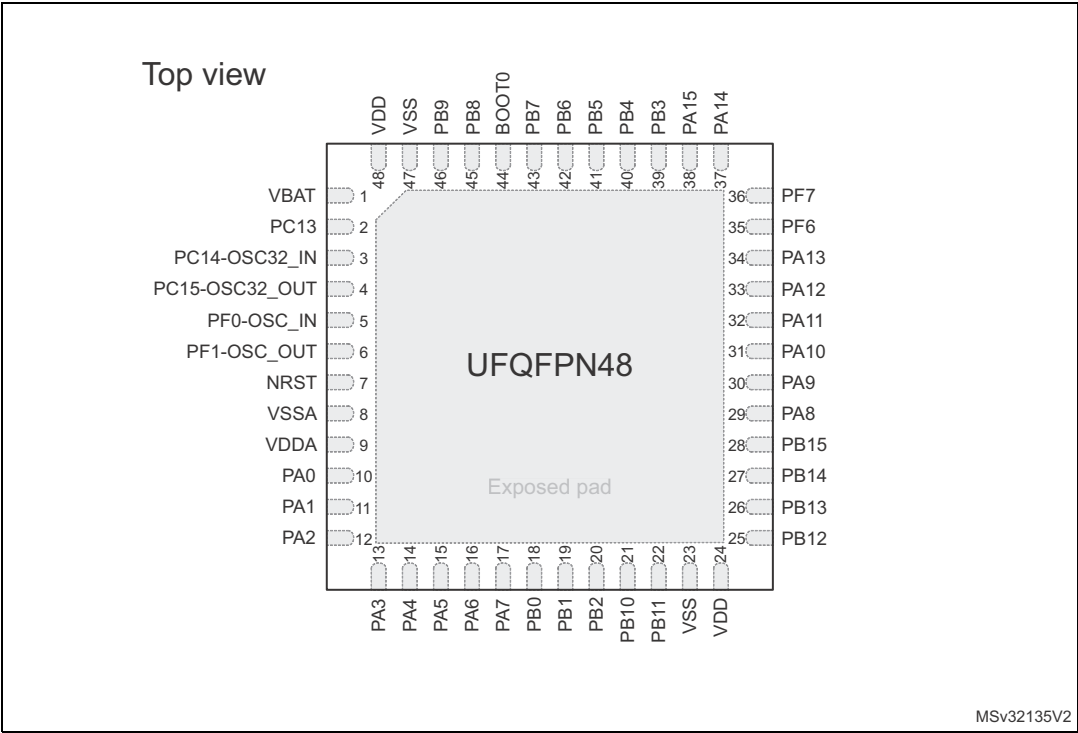 Top view
VDD
VSS
PB9
PB8
BOOT0
PB7
PB6
PB5
PB4
PB3
PA15
PA14
48
47
46
45
44
43
42
41
40
39
38
37
VBAT 1
PC13 2
PC14-OSC32_IN 3
PC15-OSC32_OUT 4
PF0-OSC_IN 5
PF1-OSC_OUT 6
NRST 7
VSSA 8
VDDA 9
PA0 10
PA1 11
PA2 12
36 PF7
35 PF6
34 PA13
33 PA12
32 PA11
31 PA10
30 PA9
29 PA8
28 PB15
27 PB14
26 PB13
25 PB12
UFQFPN48
Exposed pad
13
14
15
16
17
18
19
20
21
22
23
24
PA3
PA4
PA5
PA6
PA7
PB0
PB1
PB2
PB10
PB11
VSS
VDD
MSv32135V2